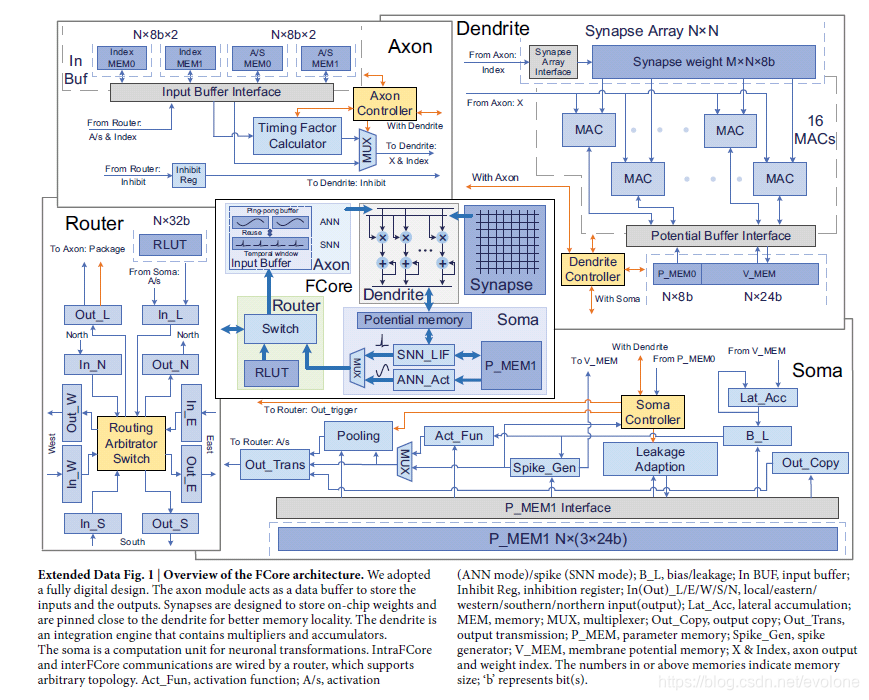 N×8b×2
N×8b×2
Axon
In
Buf
Index
MEM0
Index
MEM1
A/S
MEM0
A/S
MEM1
Input Buffer Interface
Axon
Controller
With Dendrite
From Router:
A/s & Index
Timing Factor
Calculator
MUX
To Dendrite:
X & Index
From Router:
Inhibit
Inhibit
Reg
To Dendrite: Inhibit
Dendrite
Synapse Array N×N
From Axon:
Index
Synapse
Array
Interface
Synapse weight M×N×8b
From Axon: X
MAC
MAC
16
MACs
MAC
MAC
With Axon
Potential Buffer Interface
Dendrite
Controller
P_MEM0
V_MEM
N×8b
N×24b
With Soma
Router
N×32b
RLUT
To Axon: Package
From Soma:
A/s
Out_L
In_L
North
North
In_N
Out_N
Out_W
In_E
West
East
Routing
Arbitrator
Switch
In_W
Out_E
In_S
Out_S
South
Ping-pong buffer
ANN
Reuse
SNN
Temporal window
Input Buffer
Axon
FCore
Dendrite
Synapse
Router
Switch
RLUT
Soma
Potential memory
MUX
SNN_LIF
ANN_Act
P_MEM1
Soma
To V_MEM
With Dendrite
From P_MEM0
From V_MEM
To Router: Out_trigger
Soma
Controller
Lat_Acc
To Router: A/s
Pooling
Act_Fun
B_L
Out_Trans
MUX
Spike_Gen
Leakage
Adaption
Out_Copy
P_MEM1 Interface
P_MEM1 N×(3×24b)
Extended Data Fig. 1 | Overview of the FCore architecture. We adopted
a fully digital design. The axon module acts as a data buffer to store the
inputs and the outputs. Synapses are designed to store on-chip weights and
are pinned close to the dendrite for better memory locality. The dendrite is
an integration engine that contains multipliers and accumulators.
The soma is a computation unit for neuronal transformations. IntraFCore
and interFCore communications are wired by a router, which supports
arbitrary topology. Act_Fun, activation function; A/s, activation
(ANN mode)/spike (SNN mode); B_L, bias/leakage; In BUF, input buffer;
Inhibit Reg, inhibition register; In(Out)_L/E/W/S/N, local/eastern/
western/southern/northern input(output); Lat_Acc, lateral accumulation;
MEM, memory; MUX, multiplexer; Out_Copy, output copy; Out_Trans,
output transmission; P_MEM, parameter memory; Spike_Gen, spike
generator; V_MEM, membrane potential memory; X & Index, axon output
and weight index. The numbers in or above memories indicate memory
size; ‘b’ represents bit(s).
https://blog.csdn.net/evolone